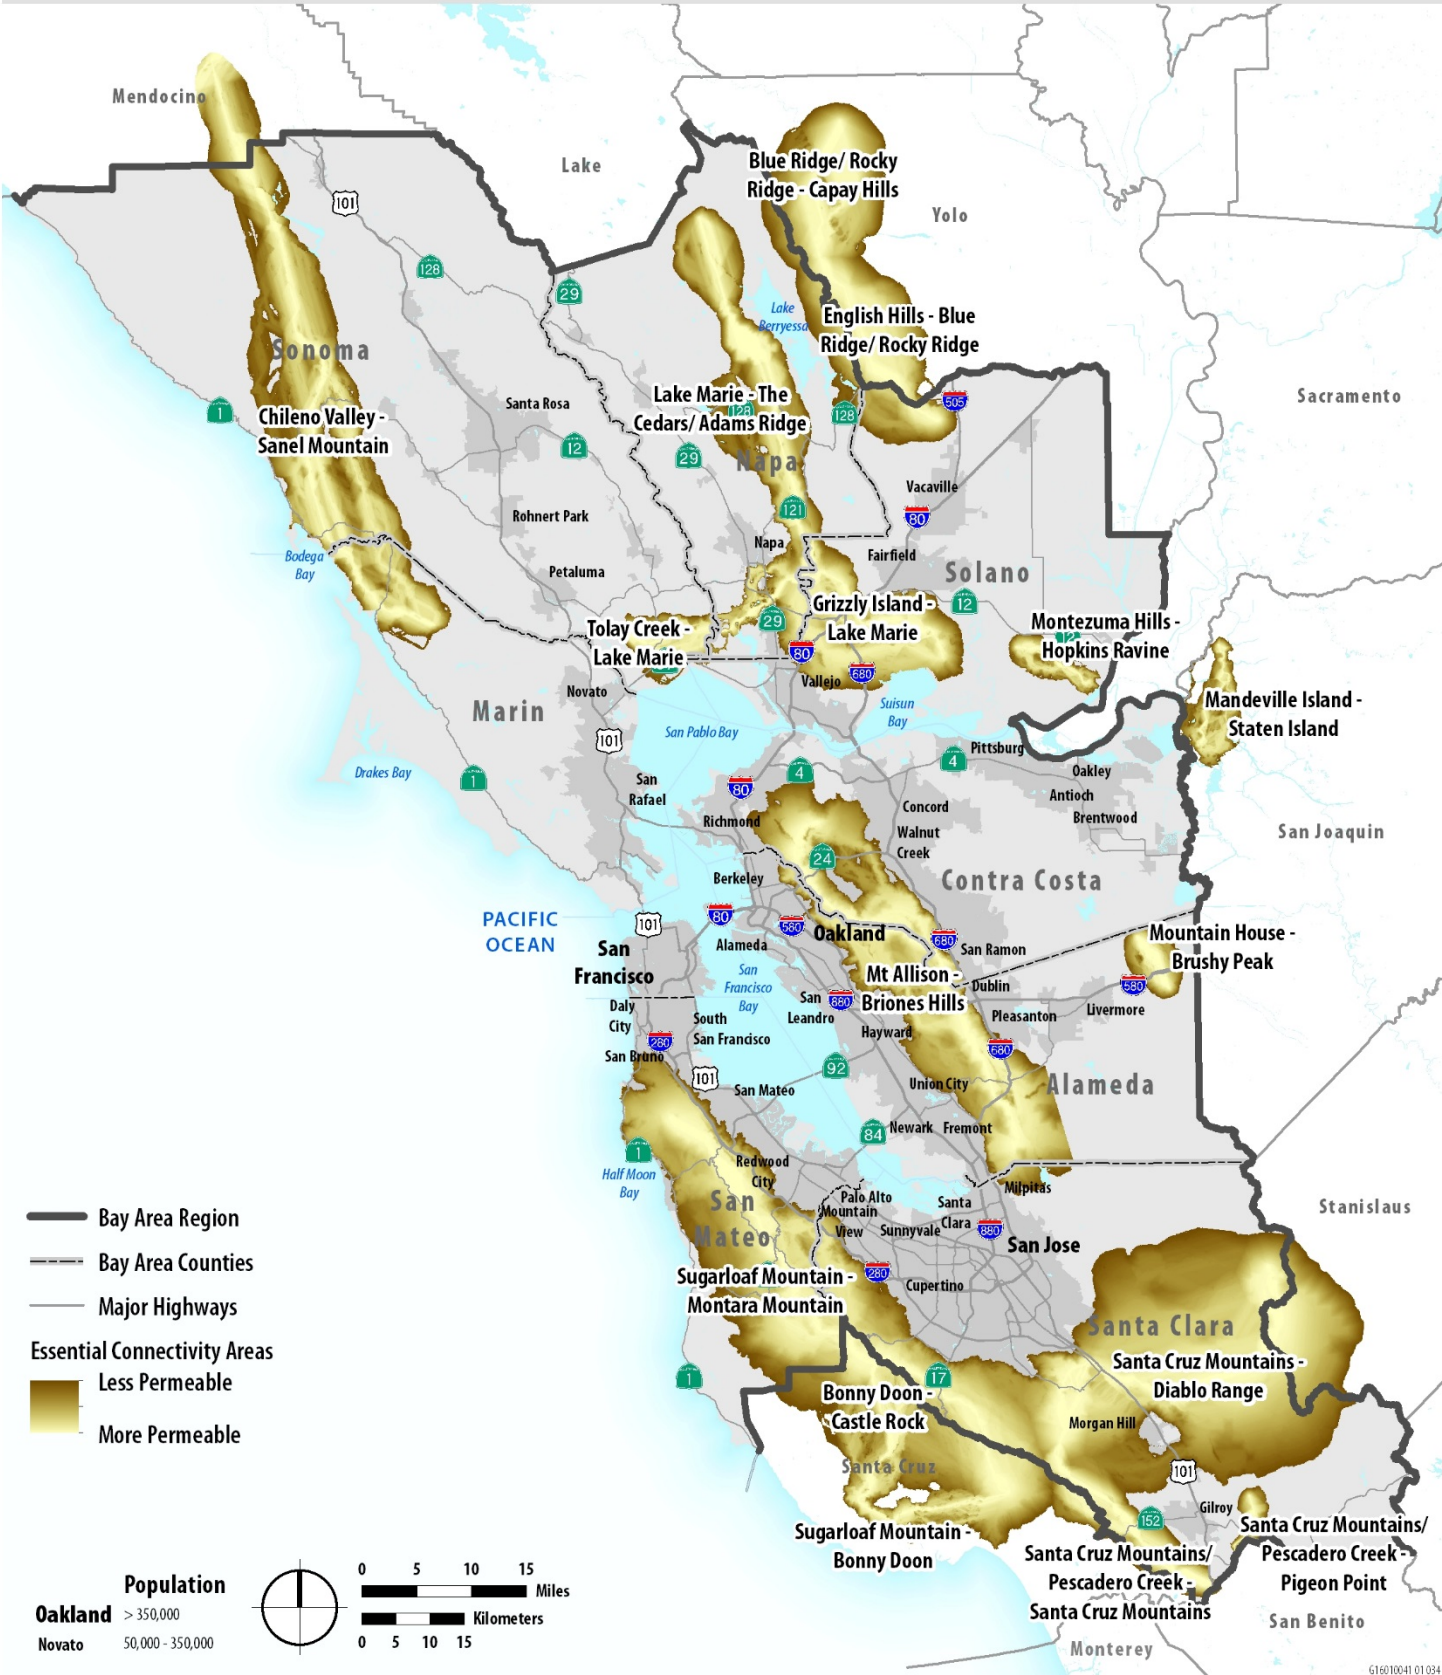 Mendocino
Lake
Blue Ridge/ Rocky
Ridge - Capay Hills
Yolo
101
128
29
Lake
Berryessa
English Hills - Blue
Ridge/ Rocky Ridge
Sonoma
Santa Rosa
Lake Marie - The
Cedars/ Adams Ridge
128
128
505
Sacramento
1
Chileno Valley -
Sanel Mountain
12
29
Napa
Vacaville
80
121
Rohnert Park
Napa
Fairfield
Bodega
Bay
Petaluma
Solano
12
Grizzly Island -
Lake Marie
29
Tolay Creek -
Lake Marie
80
680
Vallejo
Montezuma Hills -
Hopkins Ravine
12
Mandeville Island -
Staten Island
Novato
Marin
Suisun
Bay
San Pablo Bay
101
Pittsburg
4
4
Drakes Bay
1
San
Rafael
80
Oakley
Antioch
Brentwood
Concord
Richmond
Walnut
Creek
San Joaquin
24
Berkeley
Contra Costa
PACIFIC
OCEAN
101
80
580
Oakland
Alameda
680
San Ramon
Mountain House -
Brushy Peak
San
Francisco
San
Francisco
Bay
Mt Allison -
Briones Hills
Dublin
580
Daly
City
San
Leandro
880
Pleasanton
Livermore
South
San Francisco
Hayward
280
San Bruno
680
92
101
San Mateo
Union City
Alameda
84
Newark
Fremont
1
Half Moon
Bay
Redwood
City
Milpitas
San
Mateo
Palo Alto
Mountain
View
Santa
Clara
Sunnyvale
880
San Jose
Stanislaus
Bay Area Region
Bay Area Counties
Major Highways
Essential Connectivity Areas
Less Permeable
More Permeable
Sugarloaf Mountain -
Montara Mountain
280
Cupertino
Santa Clara
Santa Cruz Mountains -
Diablo Range
1
17
Bonny Doon -
Castle Rock
Morgan Hill
Santa Cruz
101
Gilroy
152
Sugarloaf Mountain -
Bonny Doon
Santa Cruz Mountains/
Pescadero Creek -
Pigeon Point
Santa Cruz Mountains/
Pescadero Creek -
Santa Cruz Mountains
San Benito
Monterey
Population
Oakland > 350,000
Novato 50,000 - 350,000
0 5 10 15
Miles
Kilometers
0 5 10 15
G16010041 01 034